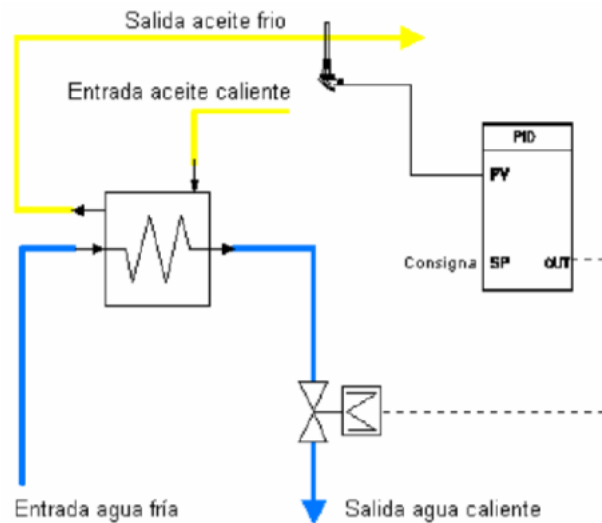 Salida aceite frio
Entrada aceite caliente
PID
PV
Consigna SP OUT
Entrada agua fría
Salida agua caliente